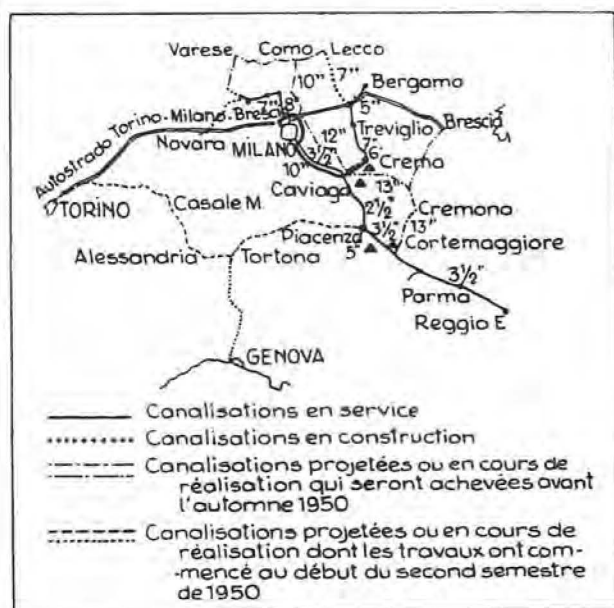 Varese Como Lecco
10" 7" Bergamo
7" 8" 5"
Autostrado Torino-Milano-Brescia
Novara MILANO 12" Treviglio Brescia
3½" 7" 6" Crema
10"
Caviaga 13"
TORINO Casale M. 2½" Cremona
Piacenza 3½" 13"
Alessandria Tortona 5" Cortemaggiore
3½"
Parma
Reggio E
GENOVA
Canalisations en service
Canalisations en construction
Canalisations projetées ou en cours de
réalisation qui seront achevées avant
l'automne 1950
Canalisations projetées ou en cours de
réalisation dont les travaux ont com-
-mencé au début du second semestre
de 1950